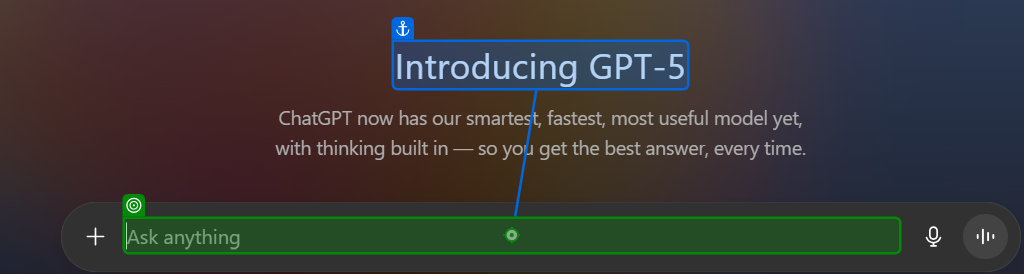 Introducing GPT-5
ChatGPT now has our smartest, fastest, most useful model yet,
with thinking built in — so you get the best answer, every time.
Ask anything